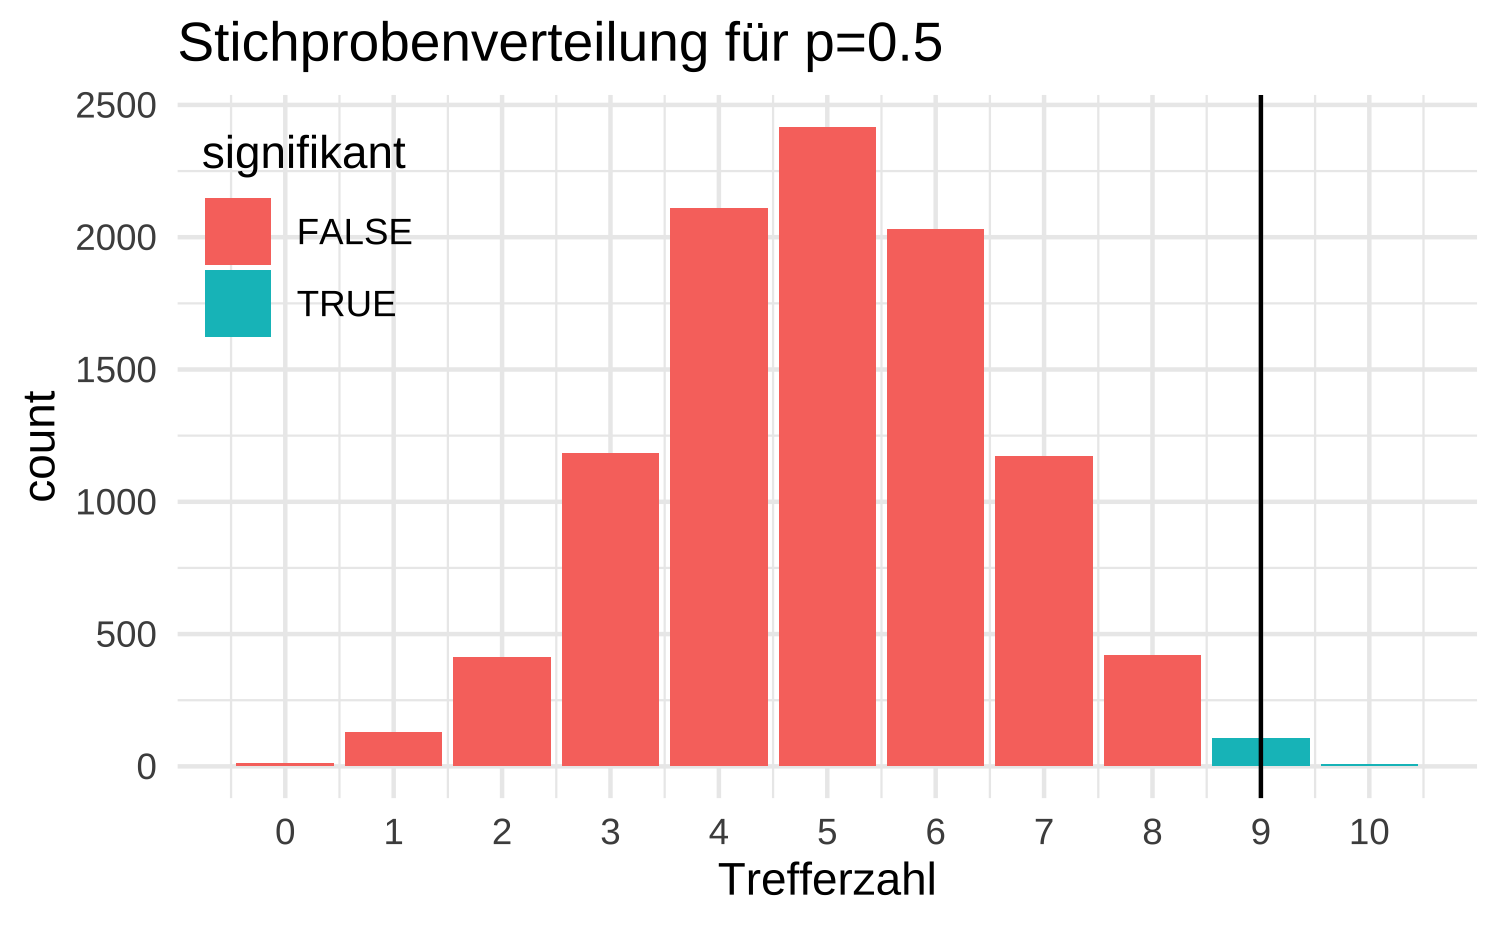 Stichprobenverteilung für p=0.5
2500
2000
1500
1000
500
0
count
signifikant
FALSE
TRUE
0 1 2 3 4 5 6 7 8 9 10
Trefferzahl